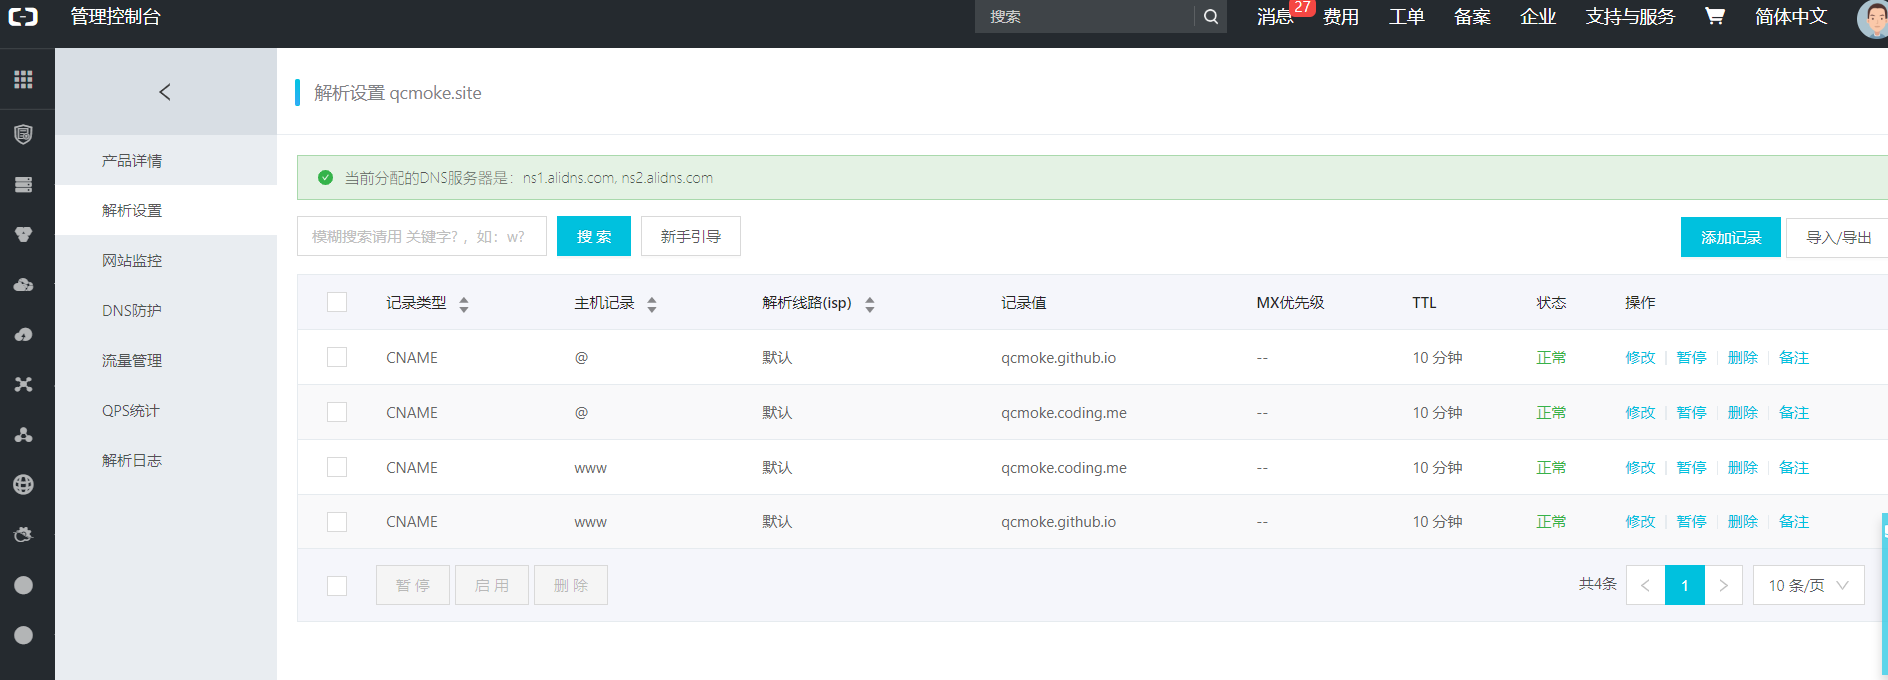 管理控制台
搜索
消息 27 费用 工单 备案 企业 支持与服务 简体中文
产品详情
解析设置
网站监控
DNS防护
流量管理
QPS统计
解析日志
解析设置 qcmoke.site
当前分配的DNS服务器是：ns1.alidns.com, ns2.alidns.com
模糊搜索请用 关键字? ，如：w? 搜 索 新手引导 添加记录 导入/导出
记录类型 主机记录 解析线路(isp) 记录值 MX优先级 TTL 状态 操作
CNAME @ 默认 qcmoke.github.io -- 10 分钟 正常 修改 暂停 删除 备注
CNAME @ 默认 qcmoke.coding.me -- 10 分钟 正常 修改 暂停 删除 备注
CNAME www 默认 qcmoke.coding.me -- 10 分钟 正常 修改 暂停 删除 备注
CNAME www 默认 qcmoke.github.io -- 10 分钟 正常 修改 暂停 删除 备注
暂 停 启 用 删 除 共4条 < 1 > 10 条/页